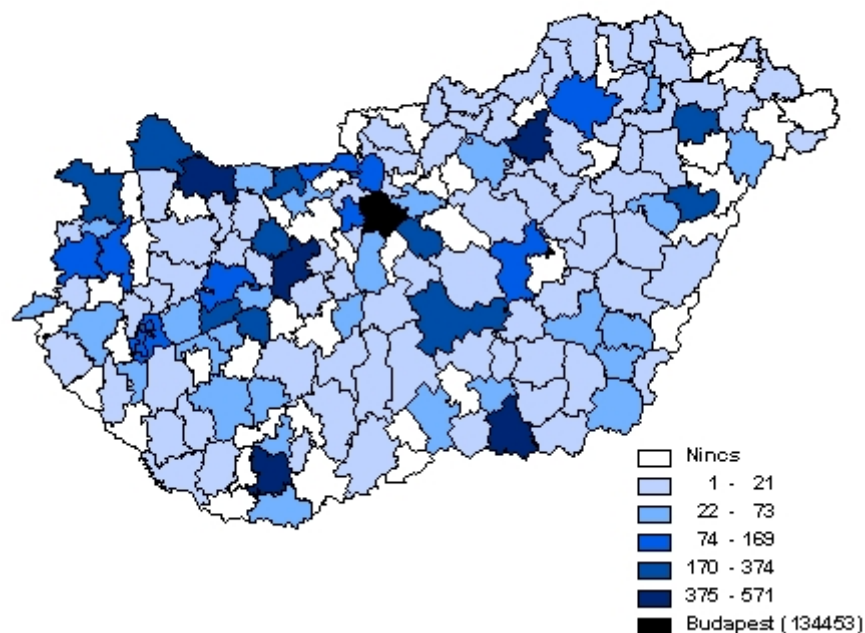 Nincs
1 - 21
22 - 73
74 - 169
170 - 374
375 - 571
Budapest (134453)